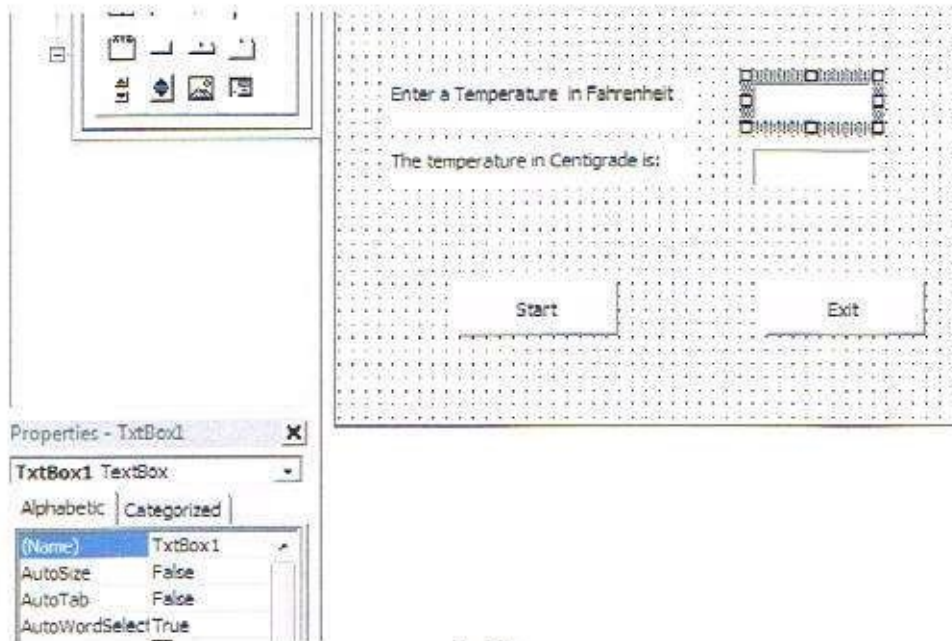 XYZ
Enter a Temperature in Fahrenheit
The temperature in Centigrade is:
Start
Exit
Properties - TxtBox1
TxtBox1 TextBox
Alphabetic Categorized
(Name) TxtBox1
AutoSize False
AutoTab False
AutoWordSelect True